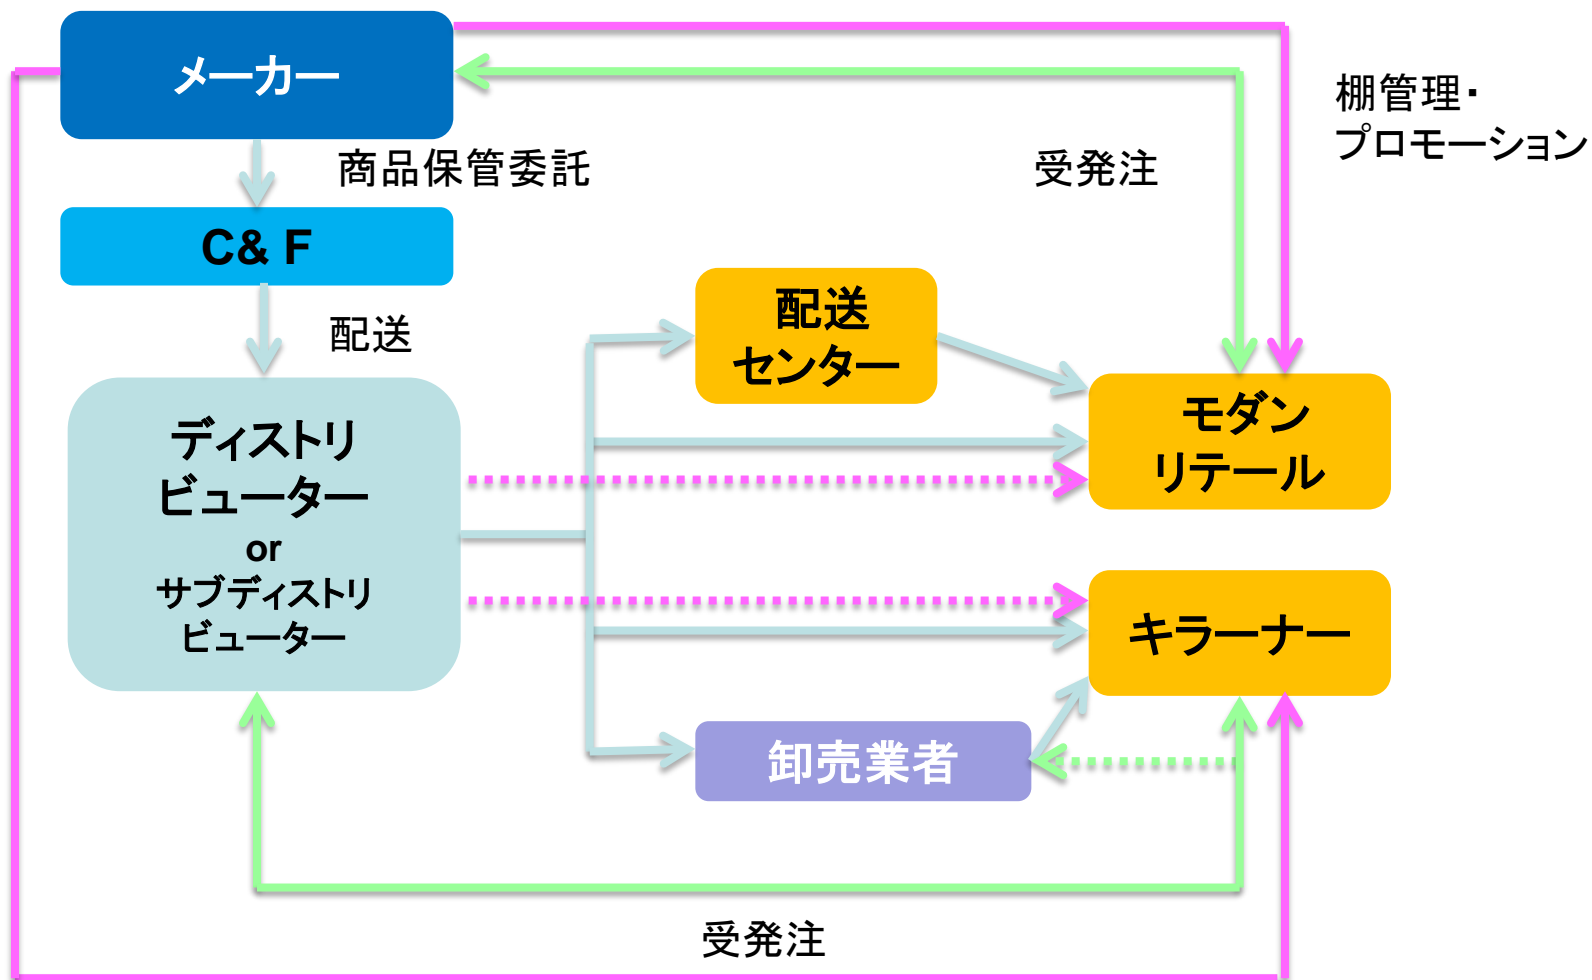 メーカー
棚管理・
プロモーション
商品保管委託
受発注
C& F
配送
配送
センター
モダン
リテール
ディストリ
ビューター
or
サブディストリ
ビューター
キラーナー
卸売業者
受発注